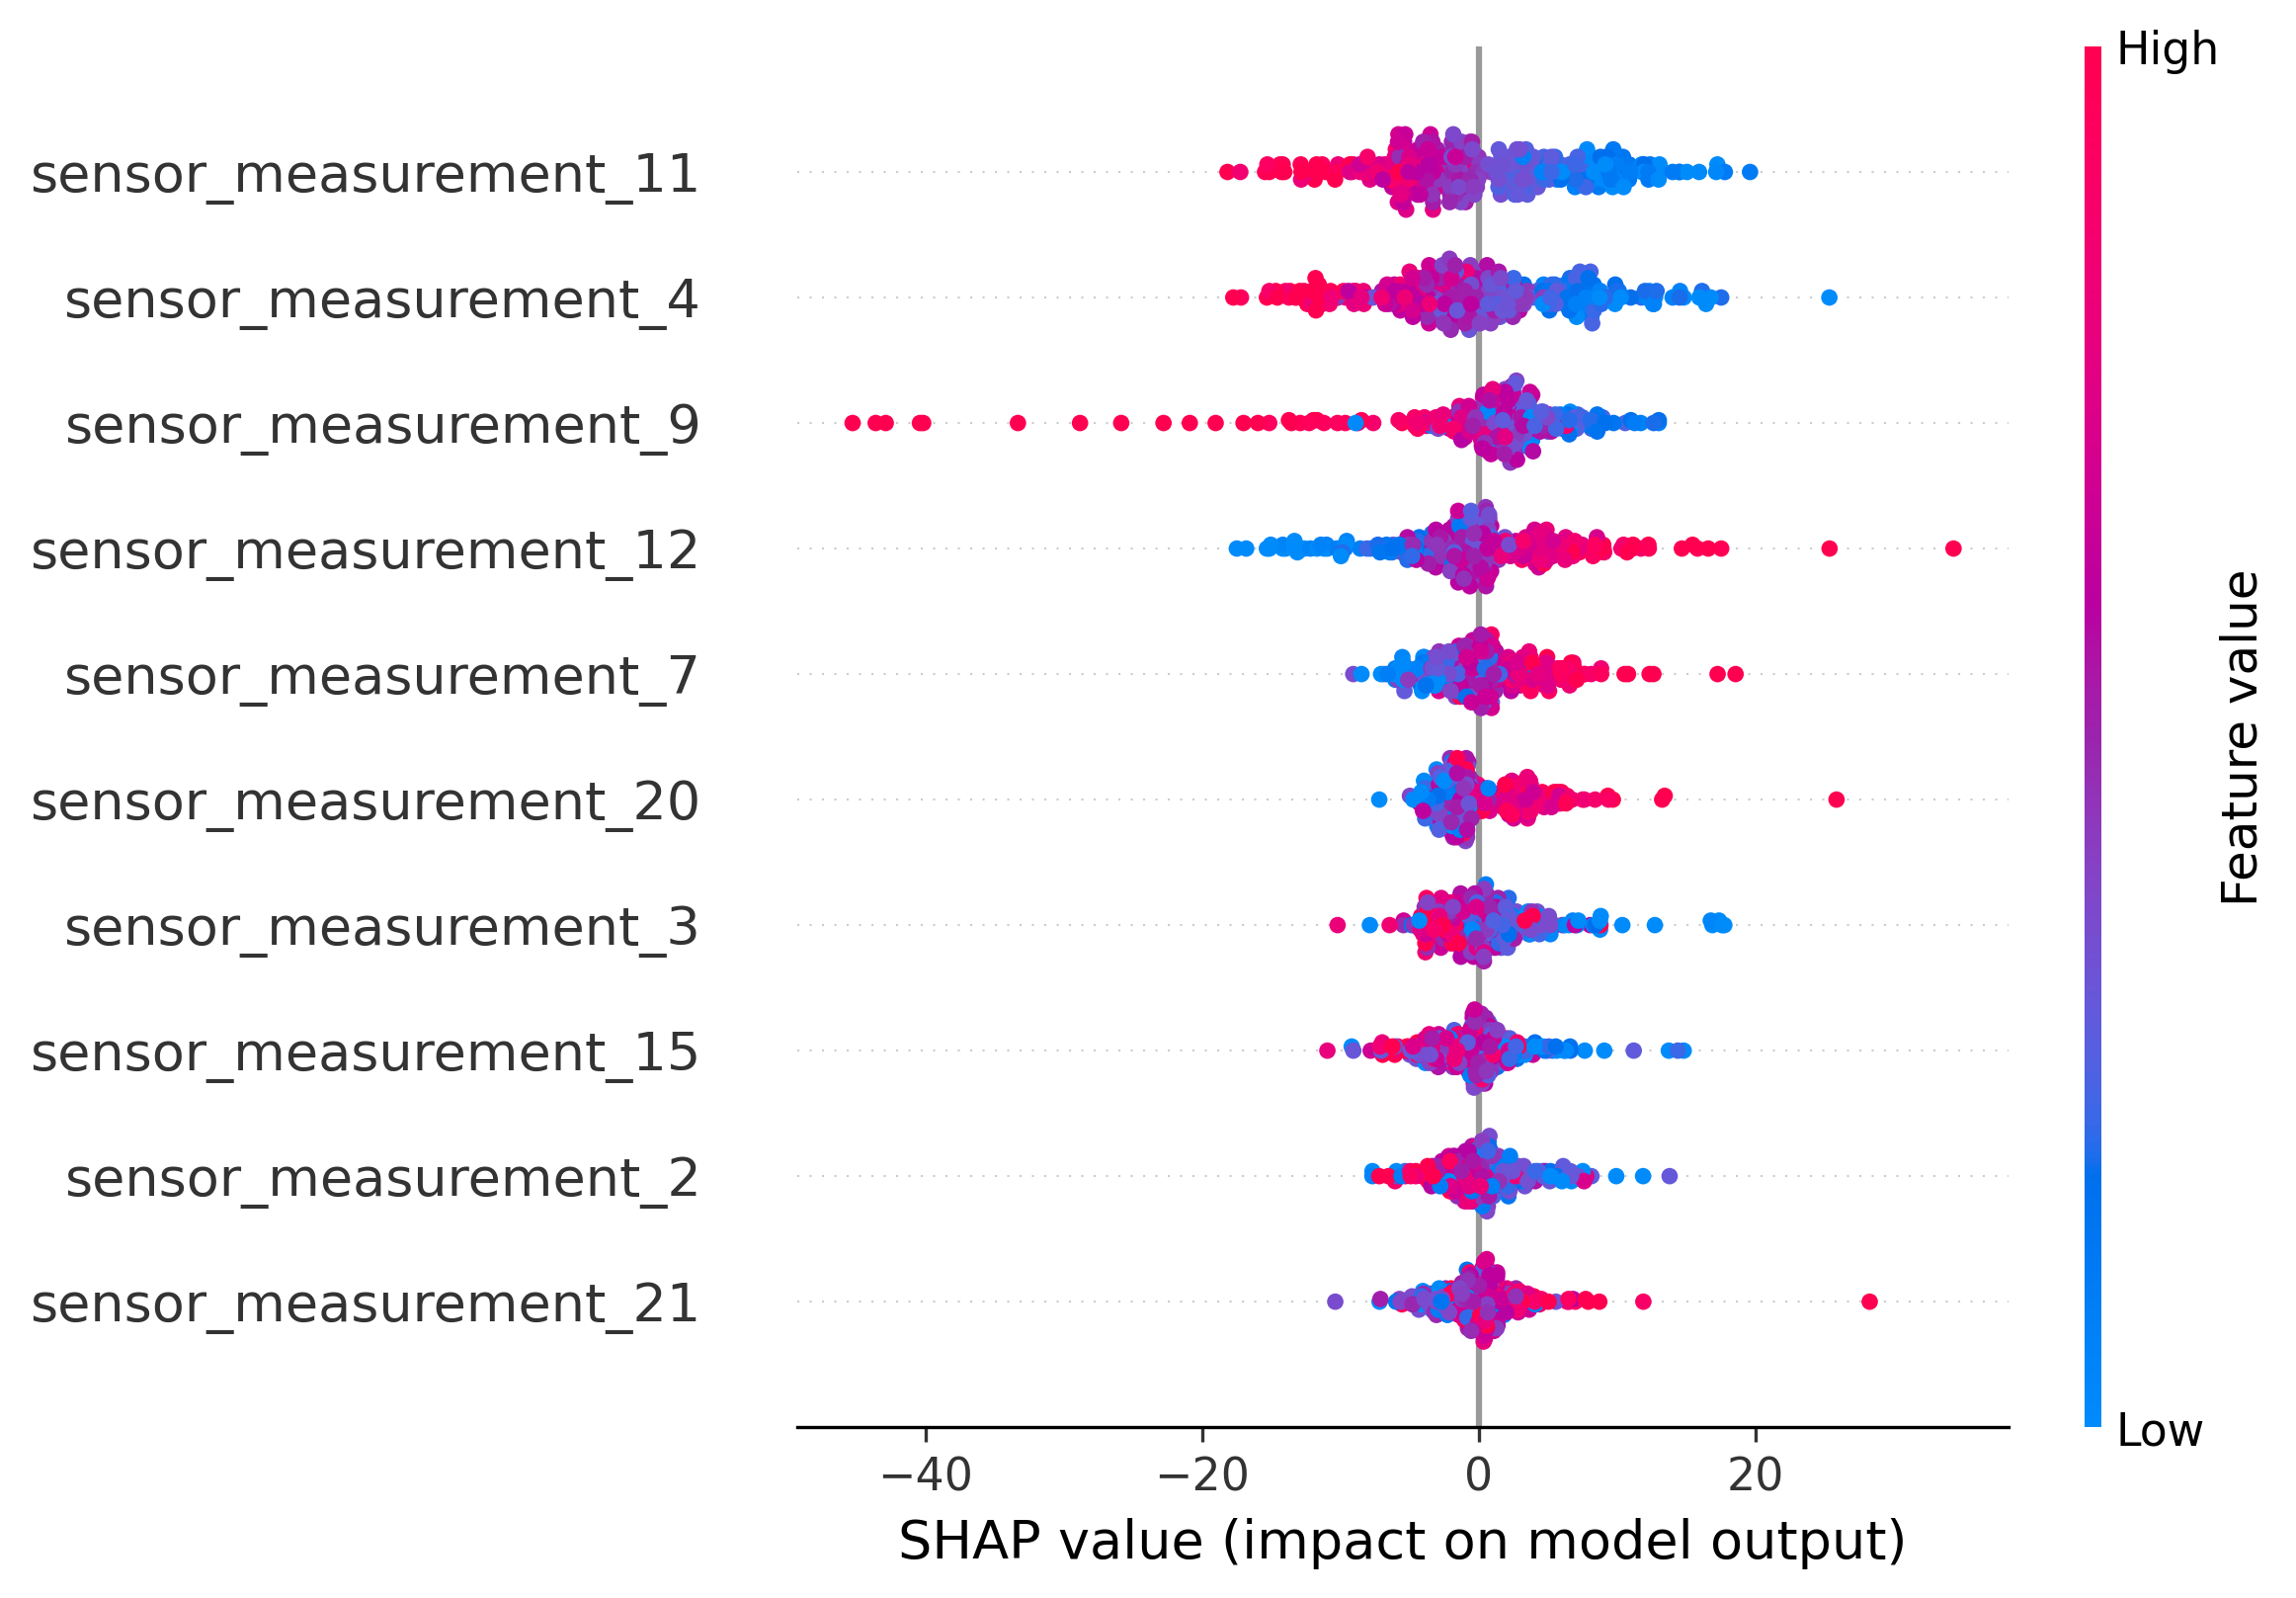 High
sensor_measurement_11
sensor_measurement_4
sensor_measurement_9
sensor_measurement_12
sensor_measurement_7
sensor_measurement_20
sensor_measurement_3
sensor_measurement_15
sensor_measurement_2
sensor_measurement_21
Feature value
Low
−40 −20 0 20
SHAP value (impact on model output)